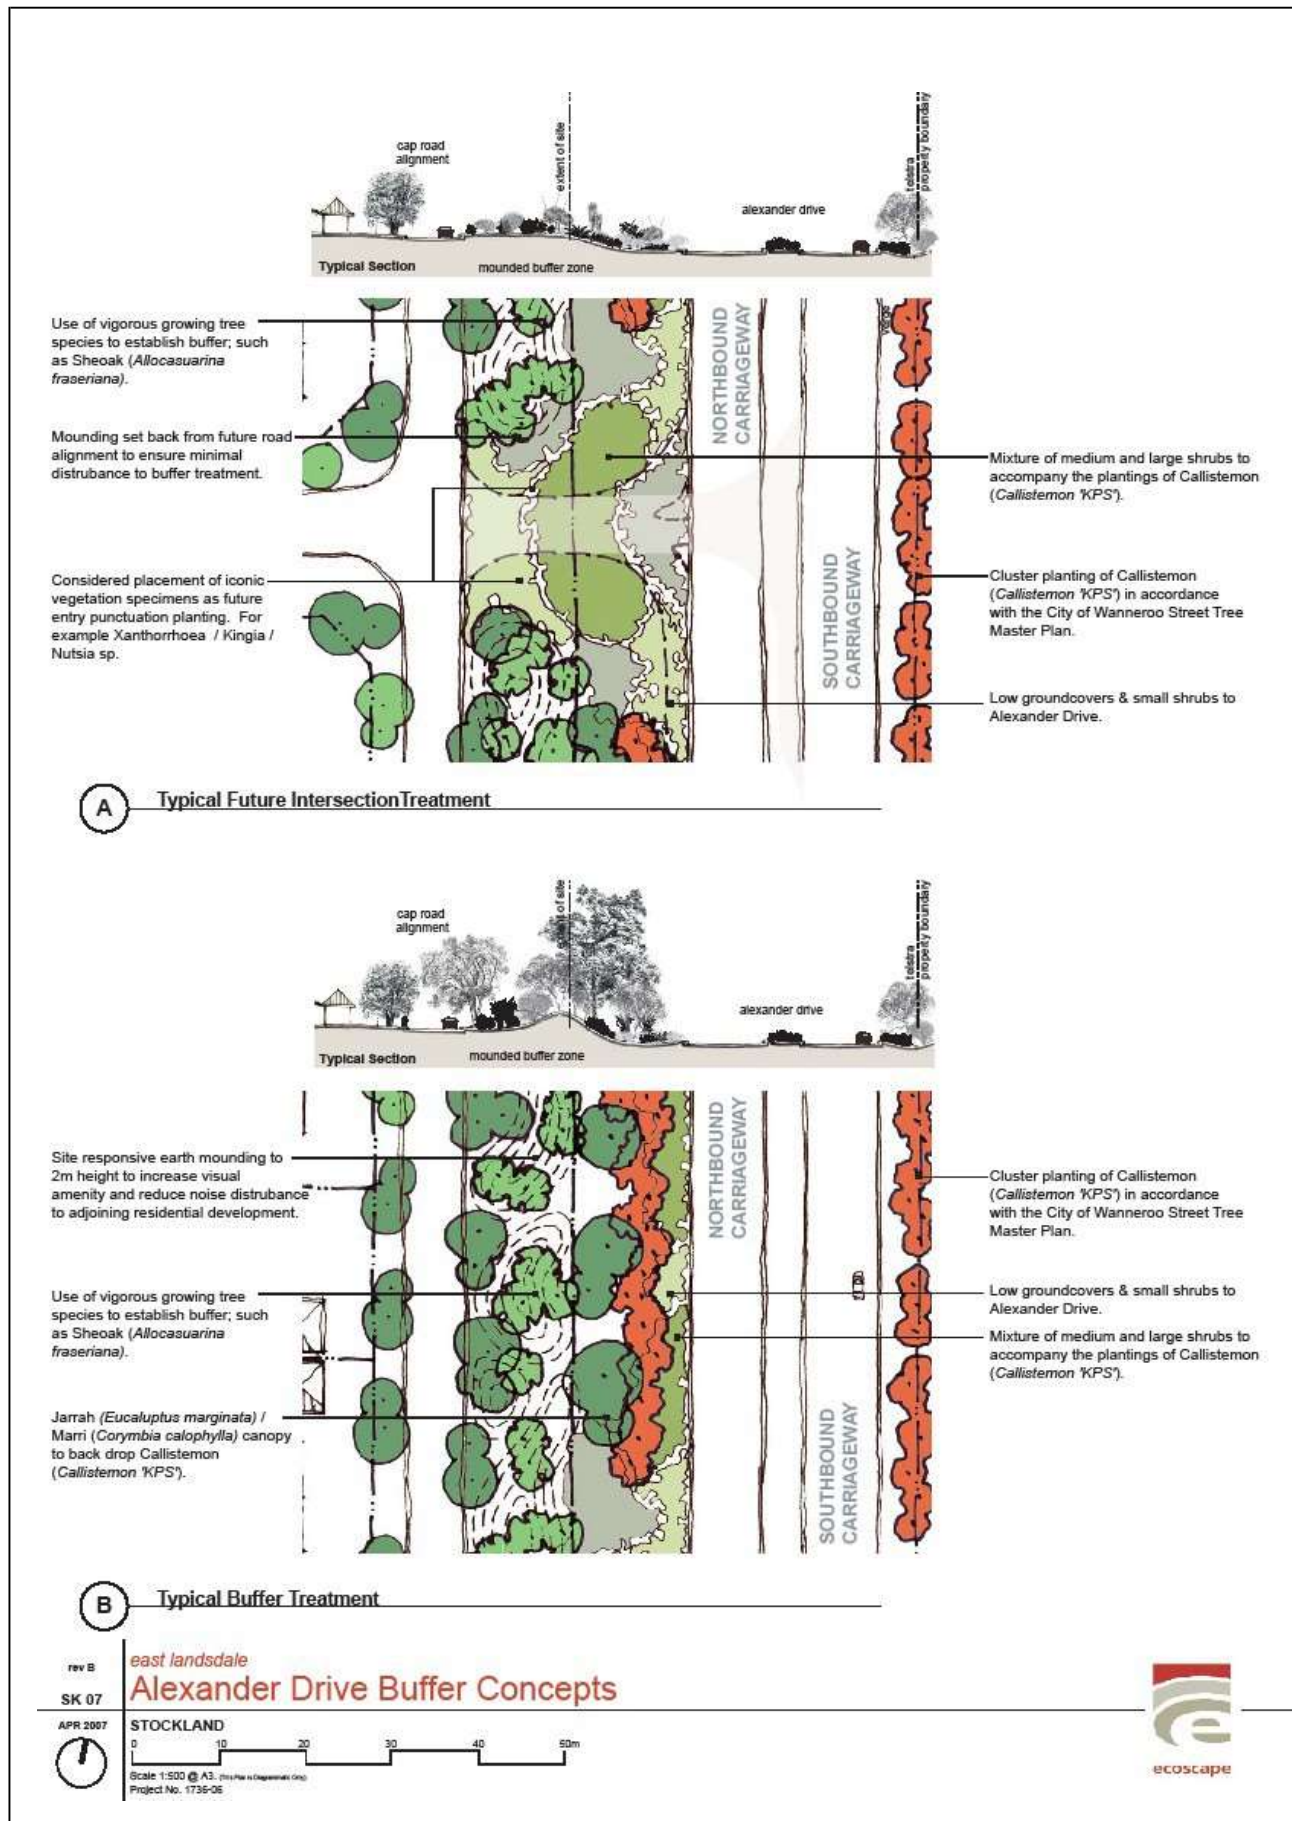 cap road
alignment
extent of site
alexander drive
telstra
property boundary
Typical Section
mounded buffer zone
Use of vigorous growing tree
species to establish buffer; such
as Sheoak (Allocasuarina
fraseriana).
Mounding set back from future road
alignment to ensure minimal
distrubance to buffer treatment.
Considered placement of iconic
vegetation specimens as future
entry punctuation planting. For
example Xanthorrhoea / Kingia /
Nutsia sp.
NORTHBOUND
CARRIAGEWAY
SOUTHBOUND
CARRIAGEWAY
verge
Mixture of medium and large shrubs to
accompany the plantings of Callistemon
(Callistemon 'KPS').
Cluster planting of Callistemon
(Callistemon 'KPS') in accordance
with the City of Wanneroo Street Tree
Master Plan.
Low groundcovers & small shrubs to
Alexander Drive.
A
Typical Future IntersectionTreatment
cap road
alignment
extent of site
alexander drive
telstra
property boundary
Typical Section
mounded buffer zone
Site responsive earth mounding to
2m height to increase visual
amenity and reduce noise distrubance
to adjoining residential development.
Use of vigorous growing tree
species to establish buffer; such
as Sheoak (Allocasuarina
fraseriana).
Jarrah (Eucaluptus marginata) /
Marri (Corymbia calophylla) canopy
to back drop Callistemon
(Callistemon 'KPS').
NORTHBOUND
CARRIAGEWAY
SOUTHBOUND
CARRIAGEWAY
Cluster planting of Callistemon
(Callistemon 'KPS') in accordance
with the City of Wanneroo Street Tree
Master Plan.
Low groundcovers & small shrubs to
Alexander Drive.
Mixture of medium and large shrubs to
accompany the plantings of Callistemon
(Callistemon 'KPS').
B
Typical Buffer Treatment
rev B
SK 07
APR 2007
east landsdale
Alexander Drive Buffer Concepts
STOCKLAND
0 10 20 30 40 50m
Scale 1:500 @ A3. (This Plan is Diagrammatic Only)
Project No. 1736-06
ecoscape